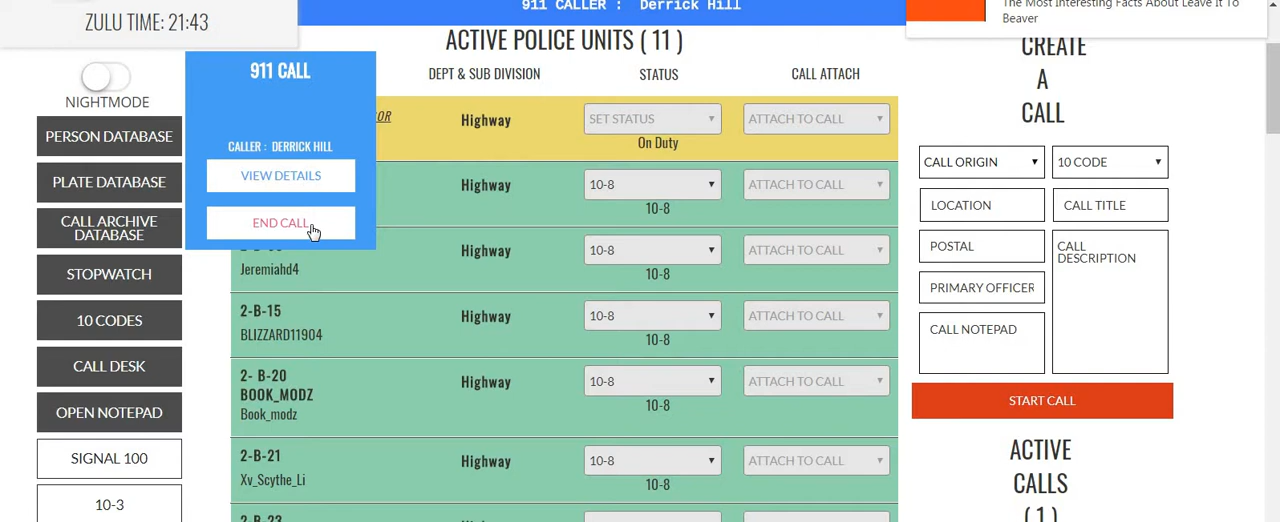 ZULU TIME: 21:43
911 CALLER :  Derrick Hill
The Most Interesting Facts About Leave It To
Beaver
NIGHTMODE
PERSON DATABASE
PLATE DATABASE
CALL ARCHIVE
DATABASE
STOPWATCH
10 CODES
CALL DESK
OPEN NOTEPAD
SIGNAL 100
10-3
911 CALL
CALLER : DERRICK HILL
VIEW DETAILS
END CALL
ACTIVE POLICE UNITS ( 11 )
DEPT & SUB DIVISION
STATUS
CALL ATTACH
OR
Highway
SET STATUS
On Duty
ATTACH TO CALL
Highway
10-8
10-8
ATTACH TO CALL
Jeremiahd4
Highway
10-8
10-8
ATTACH TO CALL
2-B-15
BLIZZARD11904
Highway
10-8
10-8
ATTACH TO CALL
2- B-20
BOOK_MODZ
Book_modz
Highway
10-8
10-8
ATTACH TO CALL
2-B-21
Xv_Scythe_Li
Highway
10-8
10-8
ATTACH TO CALL
2-B-23
CREATE
A
CALL
CALL ORIGIN
10 CODE
LOCATION
CALL TITLE
POSTAL
CALL
DESCRIPTION
PRIMARY OFFICER
CALL NOTEPAD
START CALL
ACTIVE
CALLS
( 1 )